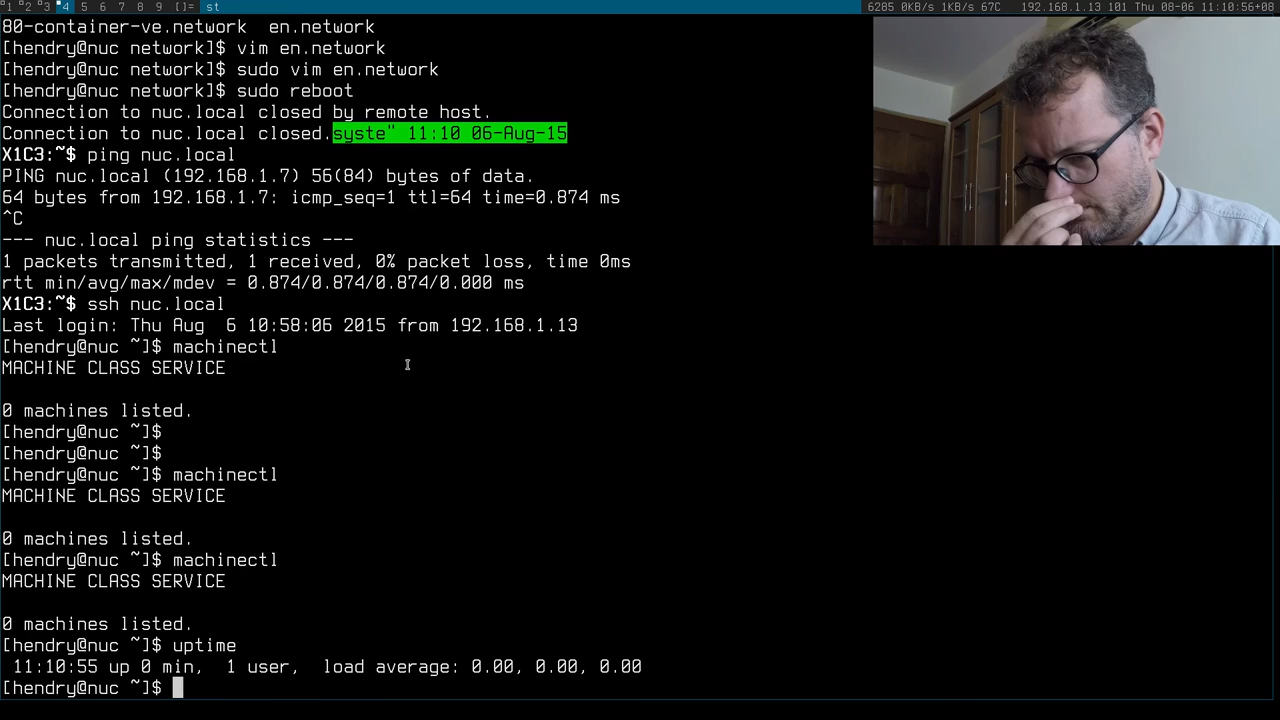 1 2 3 4 5 6 7 8 9 []= st 6285 0KB/s 1KB/s 67C 192.168.1.13 101 Thu 08-06 11:10:56+08
80-container-ve.network  en.network
[hendry@nuc network]$ vim en.network
[hendry@nuc network]$ sudo vim en.network
[hendry@nuc network]$ sudo reboot
Connection to nuc.local closed by remote host.
Connection to nuc.local closed.syste" 11:10 06-Aug-15
X1C3:~$ ping nuc.local
PING nuc.local (192.168.1.7) 56(84) bytes of data.
64 bytes from 192.168.1.7: icmp_seq=1 ttl=64 time=0.874 ms
^C
--- nuc.local ping statistics ---
1 packets transmitted, 1 received, 0% packet loss, time 0ms
rtt min/avg/max/mdev = 0.874/0.874/0.874/0.000 ms
X1C3:~$ ssh nuc.local
Last login: Thu Aug  6 10:58:06 2015 from 192.168.1.13
[hendry@nuc ~]$ machinectl
MACHINE CLASS SERVICE
0 machines listed.
[hendry@nuc ~]$
[hendry@nuc ~]$
[hendry@nuc ~]$ machinectl
MACHINE CLASS SERVICE
0 machines listed.
[hendry@nuc ~]$ machinectl
MACHINE CLASS SERVICE
0 machines listed.
[hendry@nuc ~]$ uptime
 11:10:55 up 0 min,  1 user,  load average: 0.00, 0.00, 0.00
[hendry@nuc ~]$